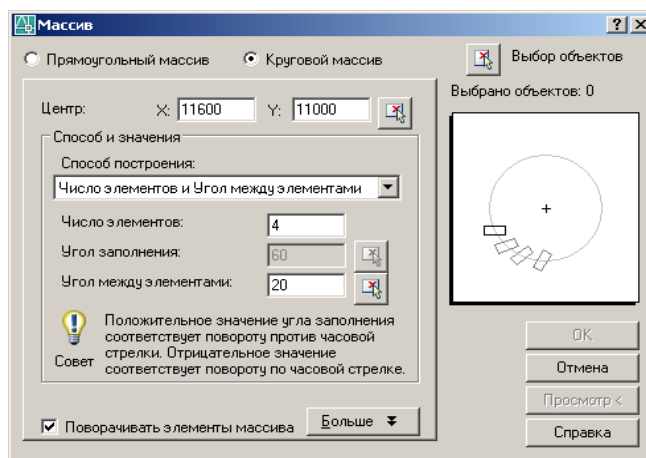 Массив
Прямоугольный массив Круговой массив Выбор объектов
Выбрано объектов: 0
Центр: X: 11600 Y: 11000
Способ и значения
Способ построения:
Число элементов и Угол между элементами
Число элементов: 4
Угол заполнения: 60
Угол между элементами: 20
Положительное значение угла заполнения
соответствует повороту против часовой
стрелки. Отрицательное значение
соответствует повороту по часовой стрелке.
Совет
Поворачивать элементы массива Больше
OK
Отмена
Просмотр <
Справка